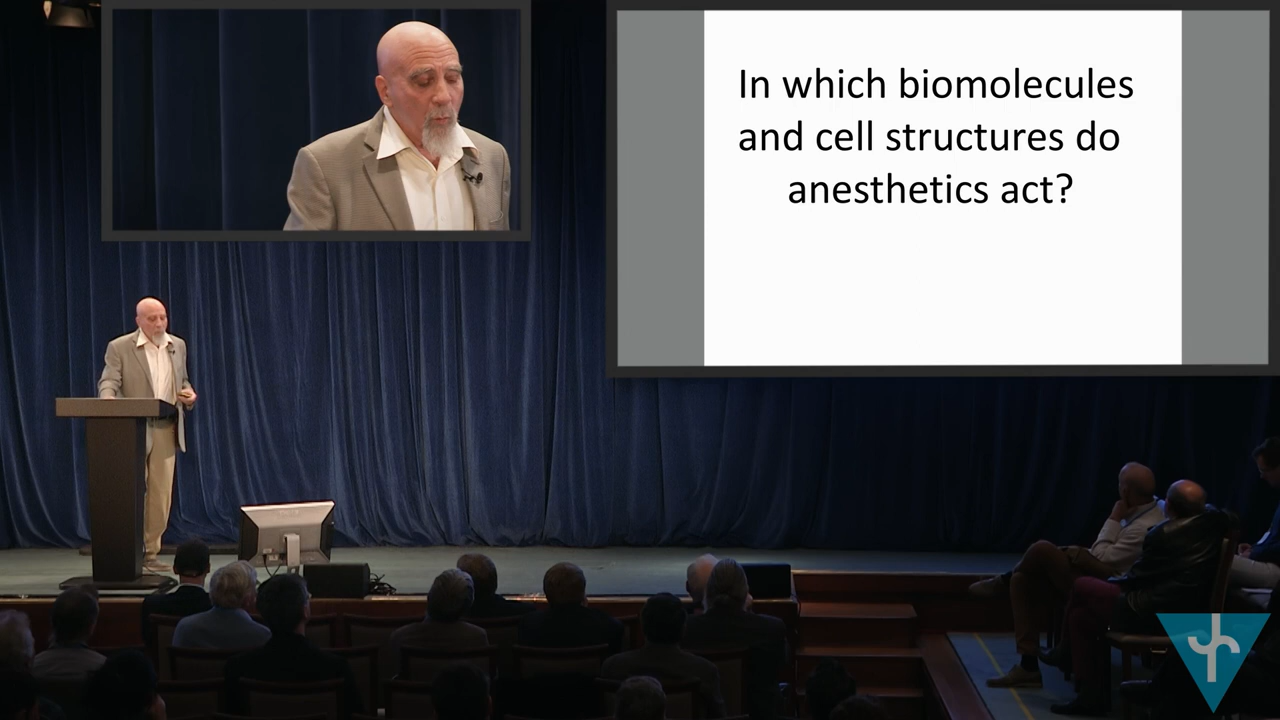 In which biomolecules
and cell structures do
anesthetics act?